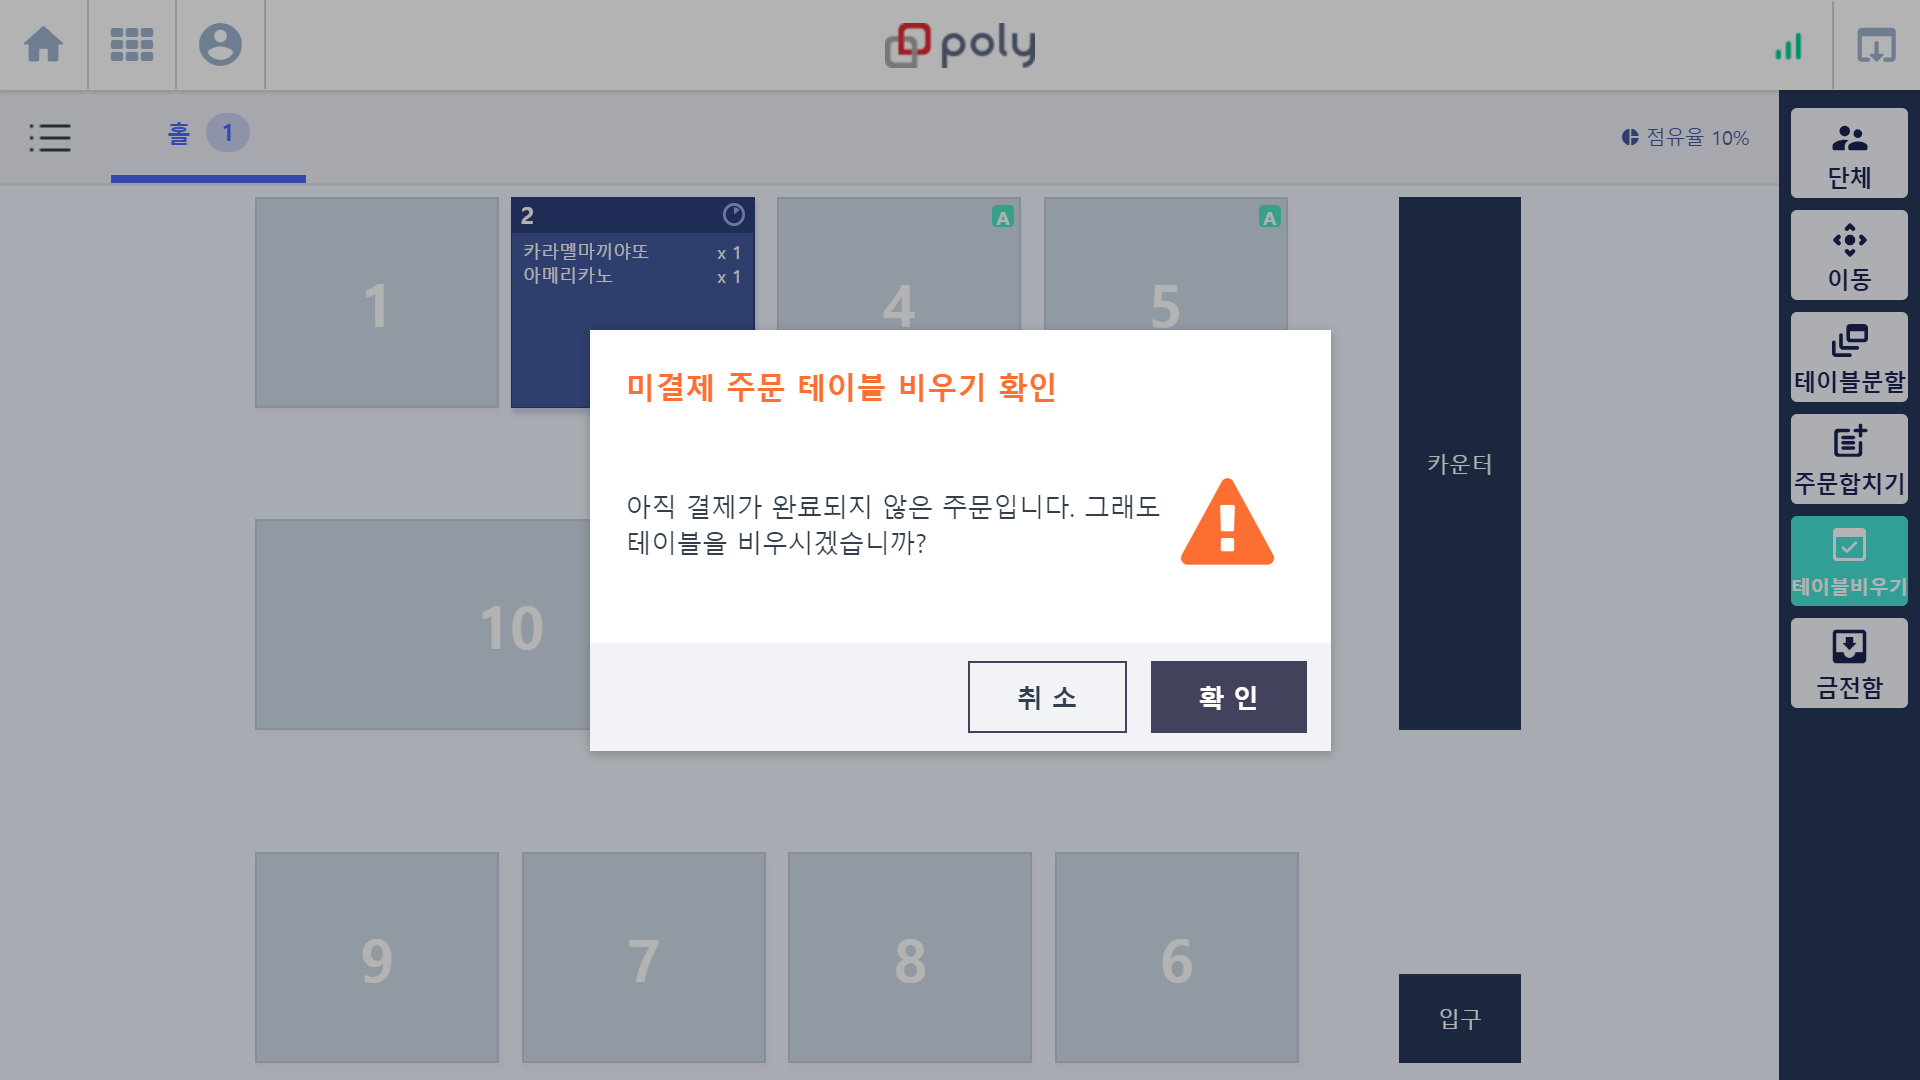 poly
홀 1
점유율 10%
단체
이동
테이블분할
주문합치기
테이블비우기
금전함
1
2
카라멜마끼야또 x 1
아메리카노 x 1
A
4
A
5
카운터
미결제 주문 테이블 비우기 확인
아직 결제가 완료되지 않은 주문입니다. 그래도
테이블을 비우시겠습니까?
취 소
확 인
10
9
7
8
6
입구